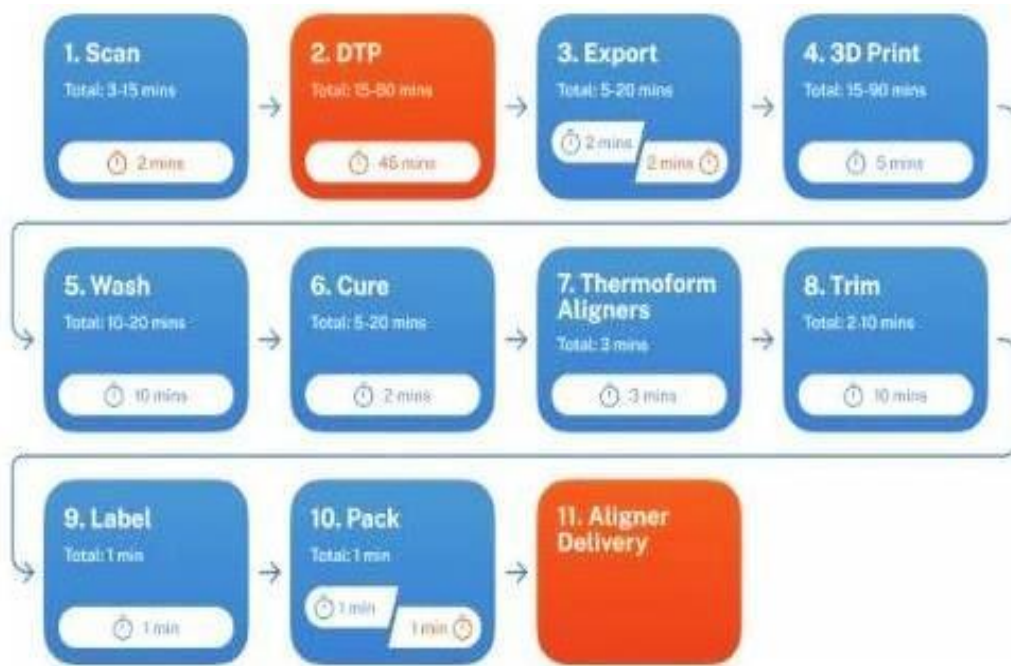 1. Scan
Total: 3-15 mins
2 mins
2. DTP
Total: 15-60 mins
45 mins
3. Export
Total: 5-20 mins
2 mins
2 mins
4. 3D Print
Total: 15-90 mins
5 mins
5. Wash
Total: 10-20 mins
10 mins
6. Cure
Total: 5-20 mins
2 mins
7. Thermoform
Aligners
Total: 3 mins
3 mins
8. Trim
Total: 2-10 mins
10 mins
9. Label
Total: 1 min
1 min
10. Pack
Total: 1 min
1 min
1 min
11. Aligner
Delivery